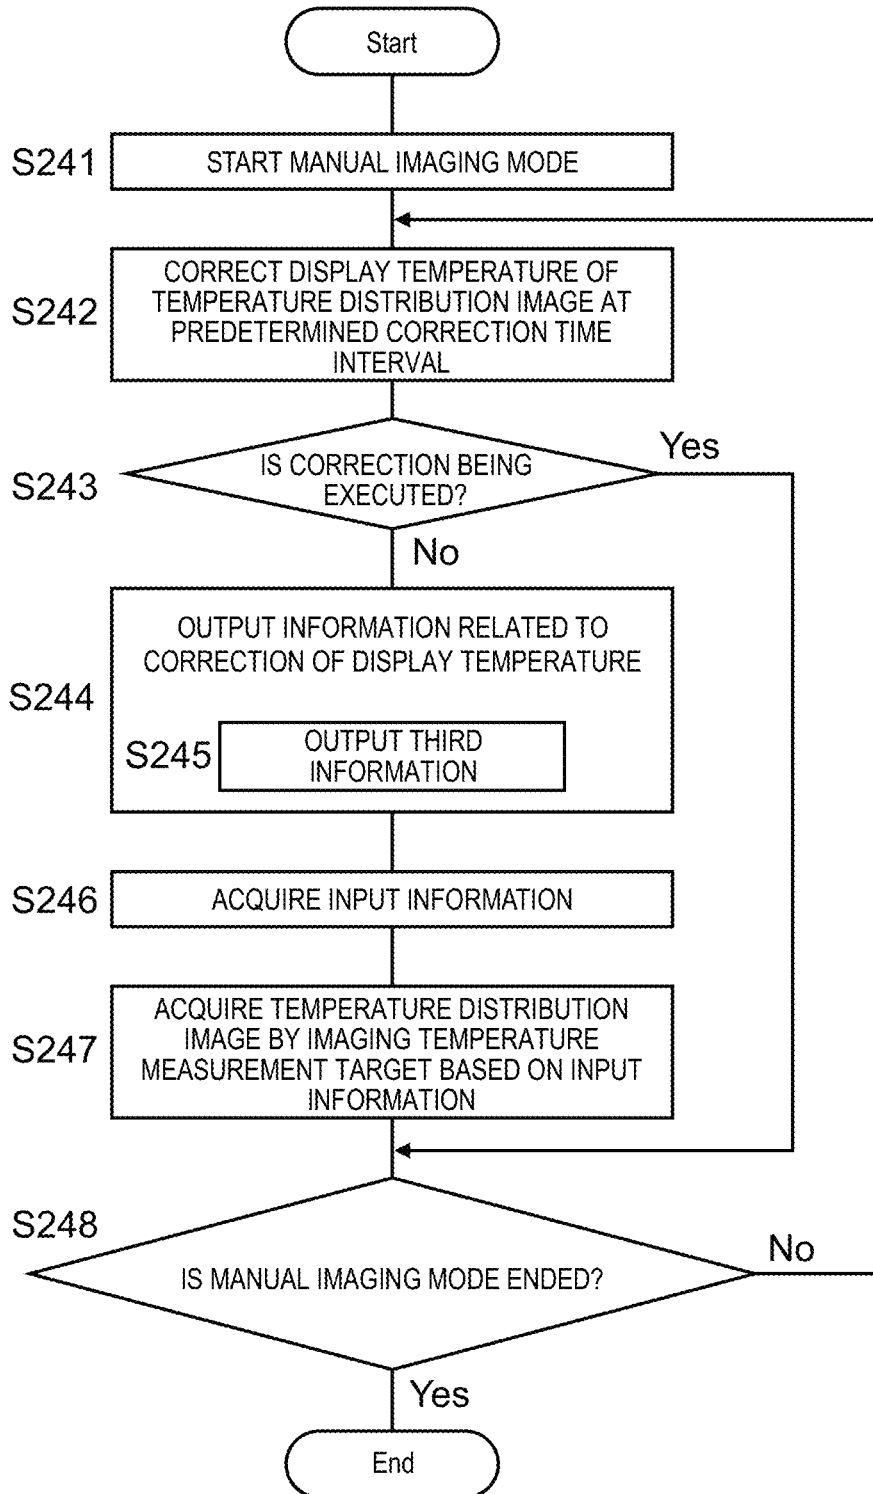 Start
S241
START MANUAL IMAGING MODE
S242
CORRECT DISPLAY TEMPERATURE OF
TEMPERATURE DISTRIBUTION IMAGE AT
PREDETERMINED CORRECTION TIME
INTERVAL
S243
IS CORRECTION BEING
EXECUTED?
Yes
No
S244
OUTPUT INFORMATION RELATED TO
CORRECTION OF DISPLAY TEMPERATURE
S245
OUTPUT THIRD
INFORMATION
S246
ACQUIRE INPUT INFORMATION
S247
ACQUIRE TEMPERATURE DISTRIBUTION
IMAGE BY IMAGING TEMPERATURE
MEASUREMENT TARGET BASED ON INPUT
INFORMATION
S248
IS MANUAL IMAGING MODE ENDED?
No
Yes
End